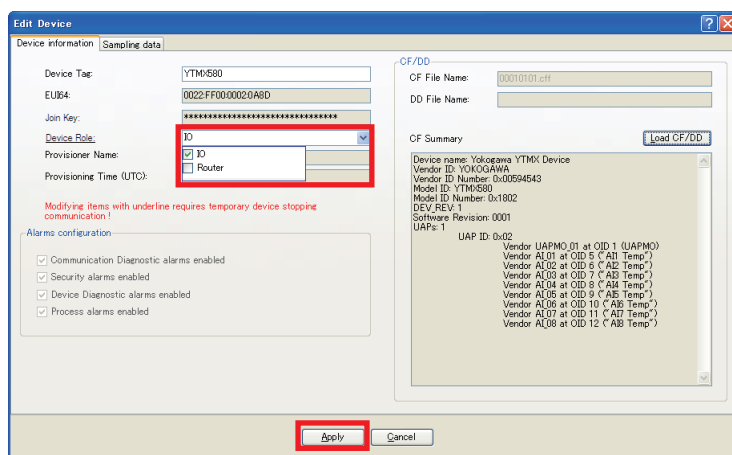 Edit Device
Device information Sampling data
Device Tag: YTMX580
EUI64: 0022:FF00:0002:0A8D
Join Key: ********************************
Device Role: IO
IO
Router
Provisioner Name:
Provisioning Time (UTC):
Modifying items with underline requires temporary device stopping
communication !
Alarms configuration
Communication Diagnostic alarms enabled
Security alarms enabled
Device Diagnostic alarms enabled
Process alarms enabled
CF/DD
CF File Name: 00010101.cff
DD File Name:
CF Summary Load CF/DD
Device name: Yokogawa YTMX Device
Vendor ID: YOKOGAWA
Vendor ID Number: 0x00594543
Model ID: YTMX580
Model ID Number: 0x1802
DEV_REV: 1
Software Revision: 0001
UAPs: 1
UAP ID: 0x02
Vendor UAPMO_01 at OID 1 (UAPMO)
Vendor AI_01 at OID 5 ("AI1 Temp")
Vendor AI_02 at OID 6 ("AI2 Temp")
Vendor AI_03 at OID 7 ("AI3 Temp")
Vendor AI_04 at OID 8 ("AI4 Temp")
Vendor AI_05 at OID 9 ("AI5 Temp")
Vendor AI_06 at OID 10 ("AI6 Temp")
Vendor AI_07 at OID 11 ("AI7 Temp")
Vendor AI_08 at OID 12 ("AI8 Temp")
Apply Cancel